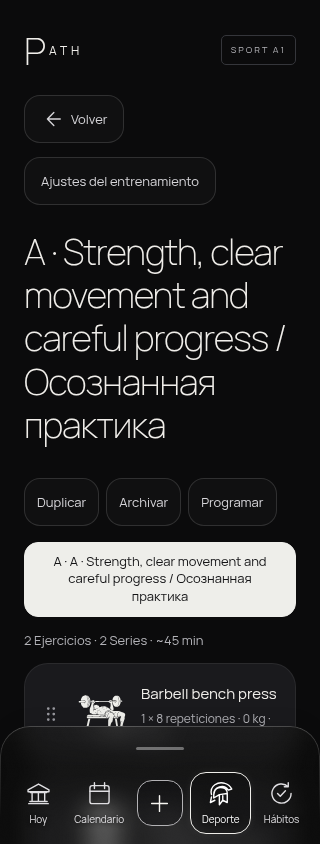 PATH
SPORT A1
Volver
Ajustes del entrenamiento
A · Strength, clear
movement and
careful progress /
Осознанная
практика
Duplicar
Archivar
Programar
A · A · Strength, clear movement and
careful progress / Осознанная
практика
2 Ejercicios · 2 Series · ~45 min
Barbell bench press
1 × 8 repeticiones · 0 kg ·
Hoy
Calendario
Deporte
Hábitos